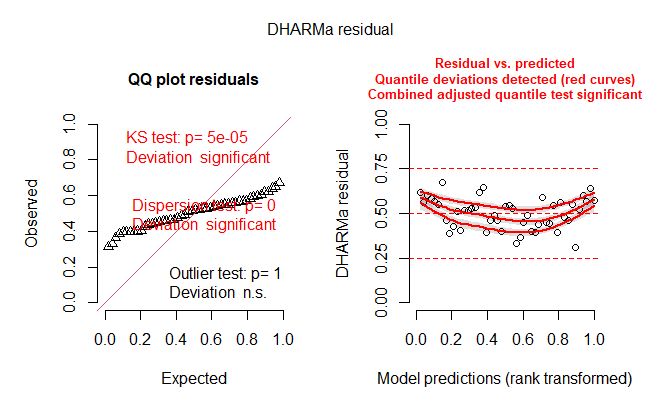 DHARMa residual
QQ plot residuals
KS test: p= 5e-05
Deviation significant
Dispersion test: p= 0
Deviation significant
Outlier test: p= 1
Deviation n.s.
Observed
0.0 0.2 0.4 0.6 0.8 1.0
0.0 0.2 0.4 0.6 0.8 1.0
Expected
Residual vs. predicted
Quantile deviations detected (red curves)
Combined adjusted quantile test significant
DHARMa residual
0.00 0.25 0.50 0.75 1.00
0.0 0.2 0.4 0.6 0.8 1.0
Model predictions (rank transformed)